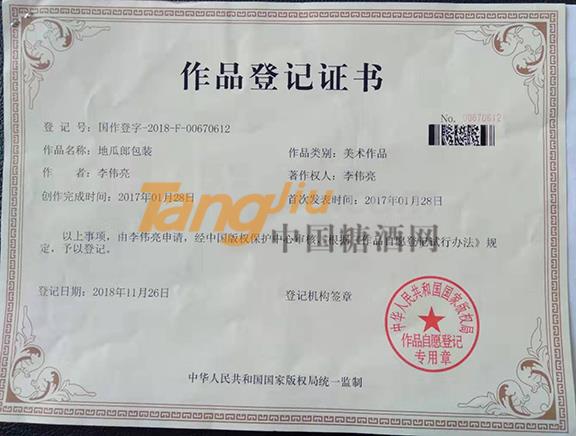 作品登记证书
No. 00670612
登 记 号：国作登字-2018-F-00670612
作品名称：地瓜郎包装 作品类别：美术作品
作 者：李伟亮 著作权人：李伟亮
创作完成时间：2017年01月28日 首次发表时间：2017年01月28日
TangJiu
中国糖酒网
以上事项，由李伟亮申请，经中国版权保护中心审核，根据《作品自愿登记试行办法》规
定，予以登记。
登记日期：2018年11月26日 登记机构签章
中华人民共和国国家版权局
作品自愿登记
专用章
中华人民共和国国家版权局统一监制